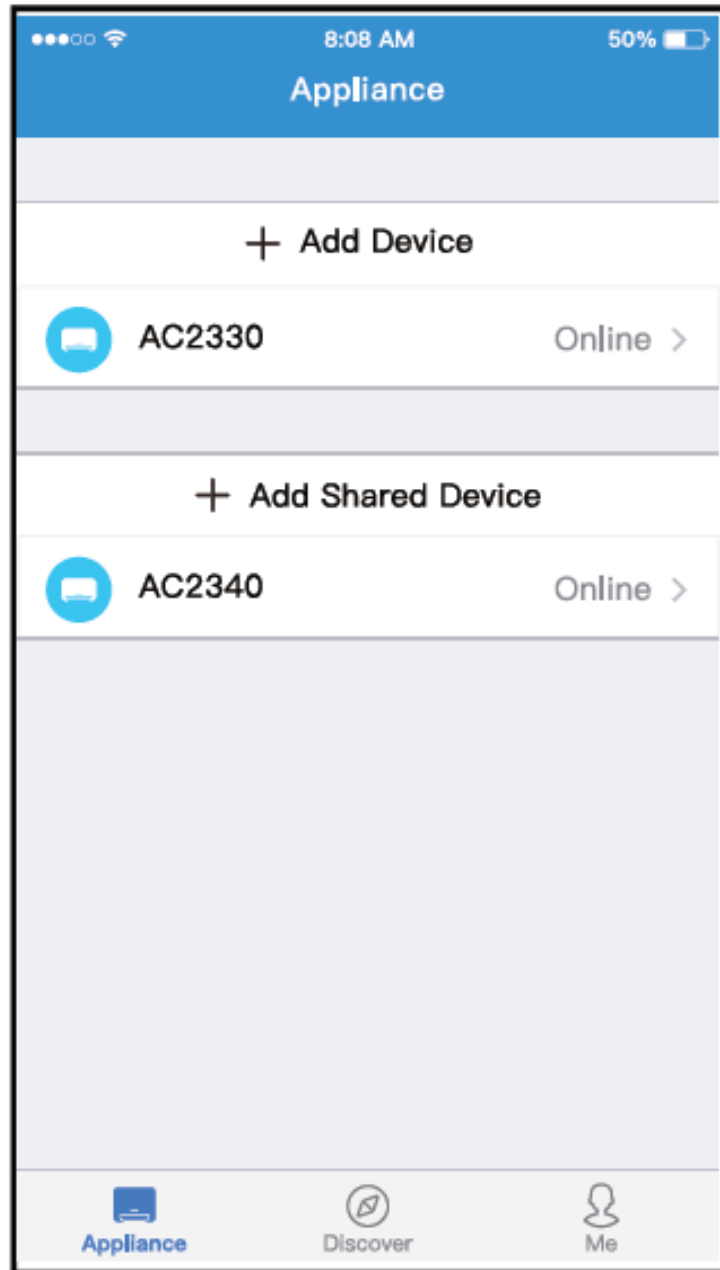 8:08 AM 50%
Appliance
+ Add Device
AC2330 Online >
+ Add Shared Device
AC2340 Online >
Appliance Discover Me